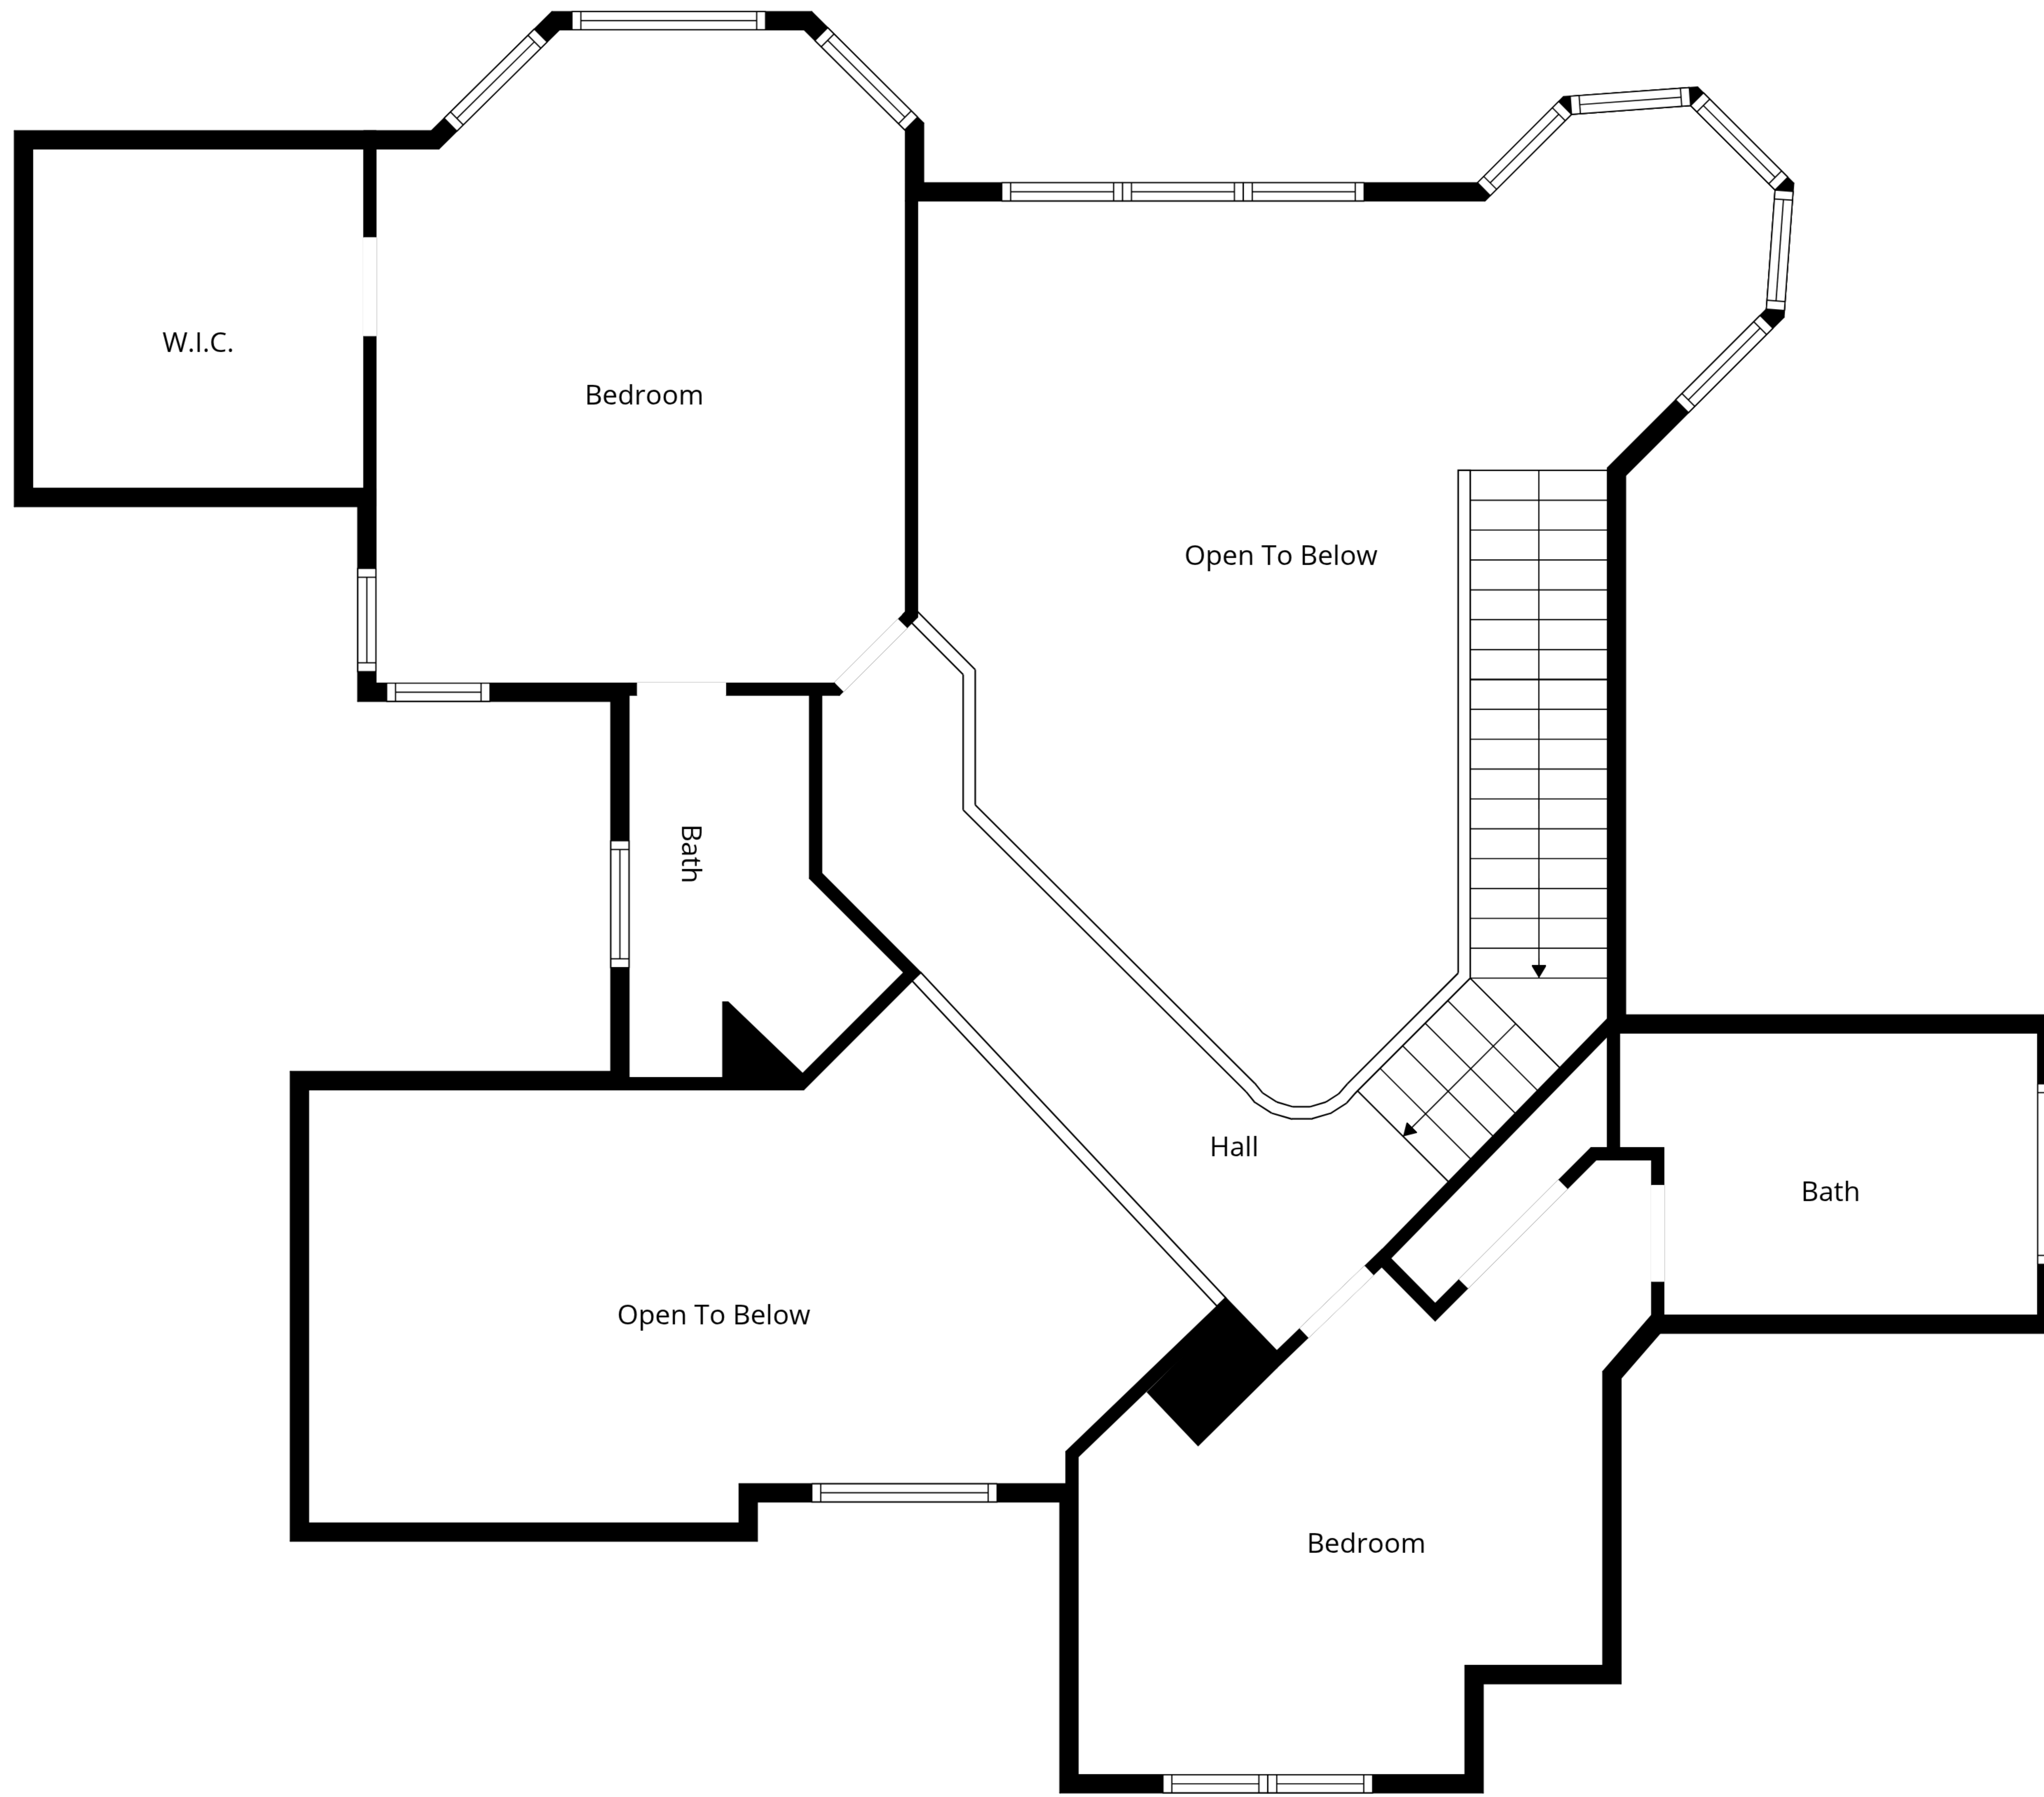 W.I.C.
Bedroom
Open To Below
Bath
Hall
Bath
Open To Below
Bedroom